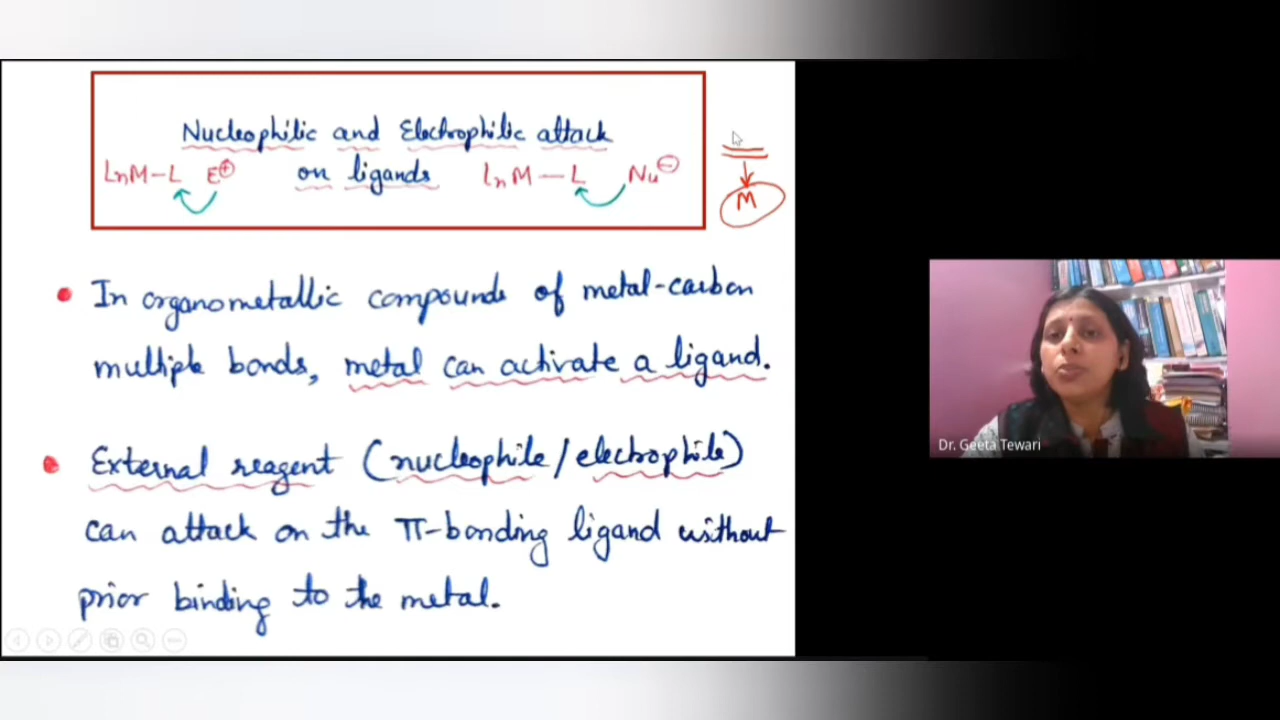 Nucleophilic and Electrophilic attack
LnM-L E⊕ on ligands LnM-L Nu⊖
M
• In organometallic compounds of metal-carbon
multiple bonds, metal can activate a ligand.
• External reagent (nucleophile/electrophile)
can attack on the π-bonding ligand without
prior binding to the metal.
Dr. Geeta Tewari